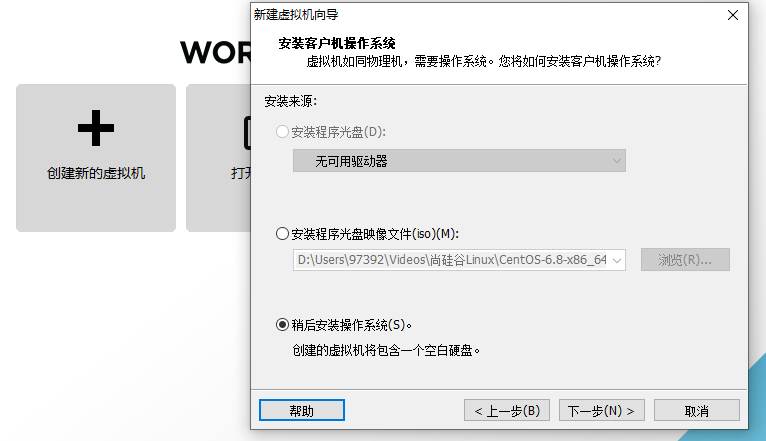 新建虚拟机向导
WOR
创建新的虚拟机
打开
安装客户机操作系统
虚拟机如同物理机，需要操作系统。您将如何安装客户机操作系统?
安装来源:
安装程序光盘(D):
无可用驱动器
安装程序光盘映像文件(iso)(M):
D:\Users\97392\Videos\尚硅谷Linux\CentOS-6.8-x86_64
浏览(R)...
稍后安装操作系统(S)。
创建的虚拟机将包含一个空白硬盘。
帮助
< 上一步(B)
下一步(N) >
取消